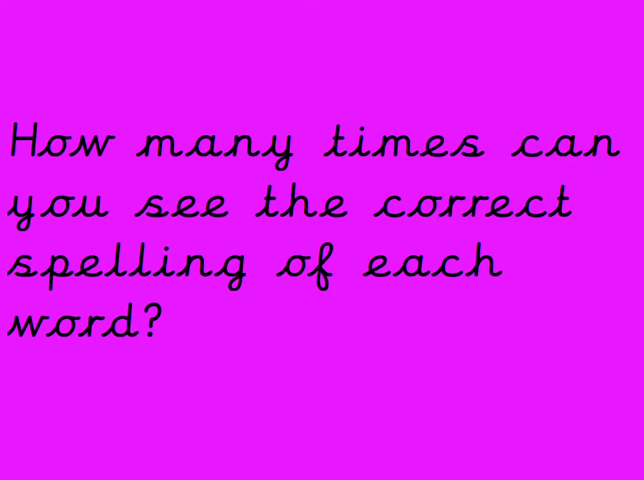 How many times can
you see the correct
spelling of each
word?